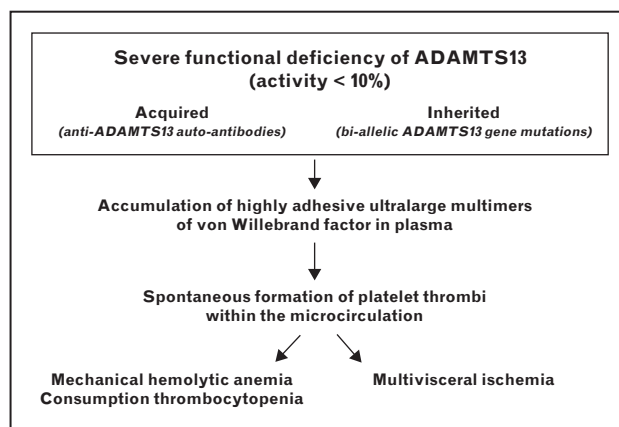 Severe functional deficiency of ADAMTS13
(activity < 10%)
Acquired
(anti-ADAMTS13 auto-antibodies)
Inherited
(bi-allelic ADAMTS13 gene mutations)
Accumulation of highly adhesive ultralarge multimers
of von Willebrand factor in plasma
Spontaneous formation of platelet thrombi
within the microcirculation
Mechanical hemolytic anemia
Consumption thrombocytopenia
Multivisceral ischemia